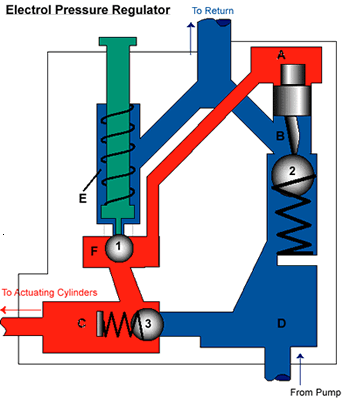 Electrol Pressure Regulator
To Return
A
B
2
E
F
1
To Actuating Cylinders
C
3
D
From Pump